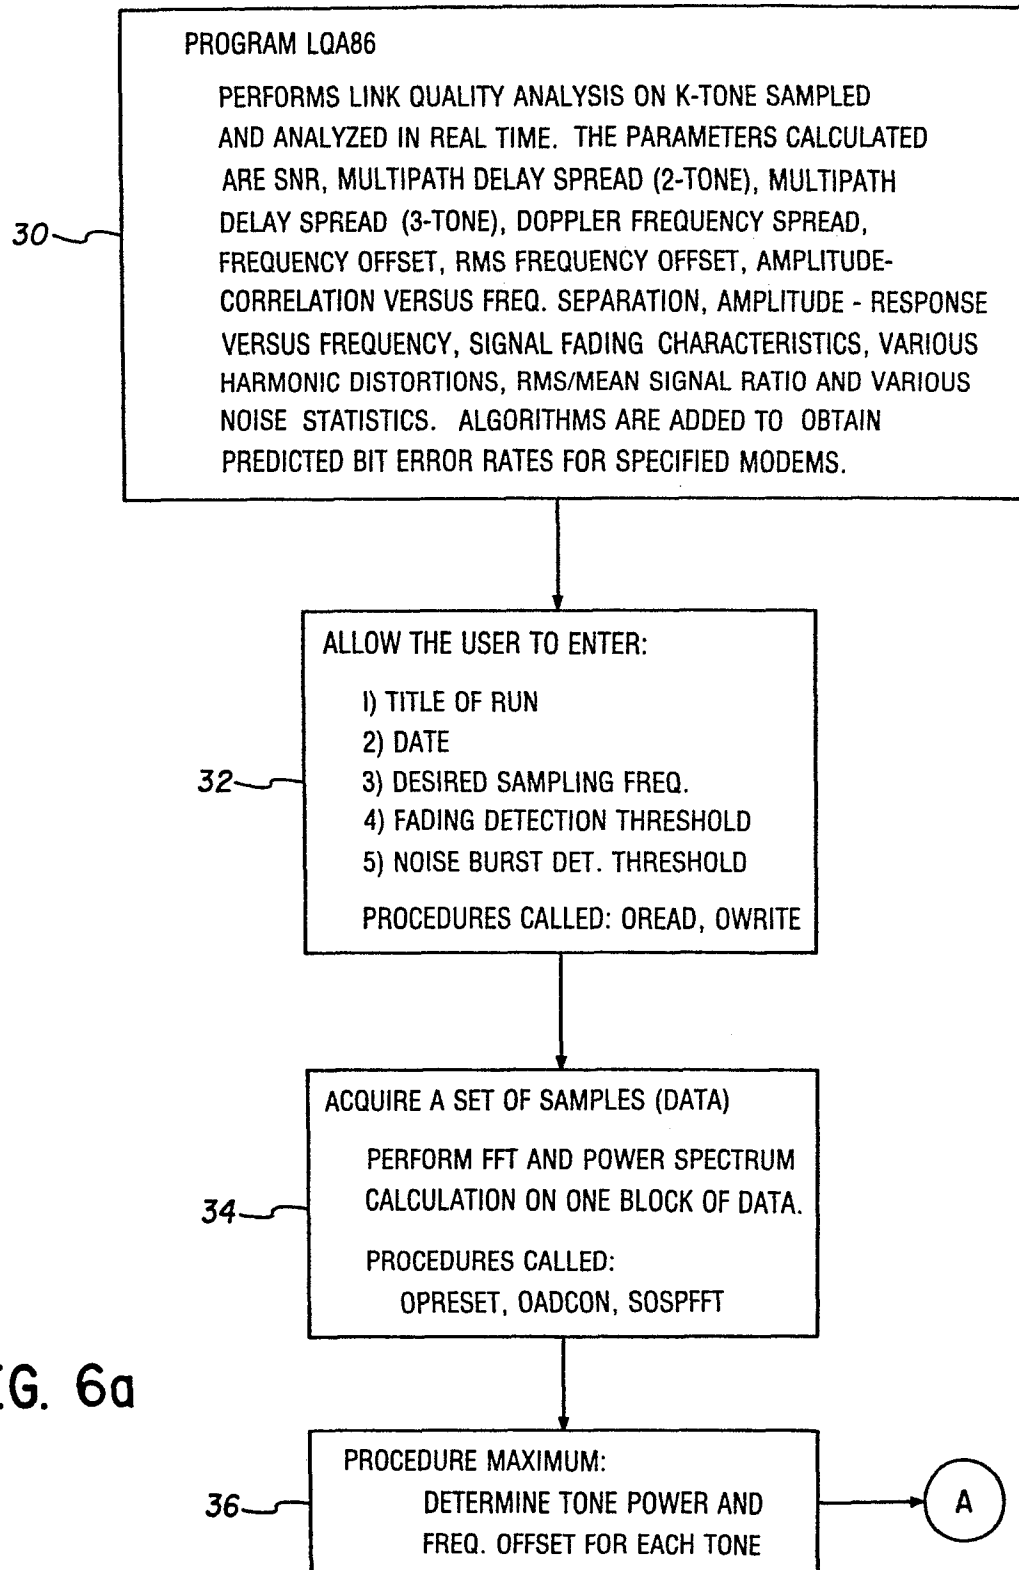 PROGRAM LQA86
PERFORMS LINK QUALITY ANALYSIS ON K-TONE SAMPLED
AND ANALYZED IN REAL TIME. THE PARAMETERS CALCULATED
ARE SNR, MULTIPATH DELAY SPREAD (2-TONE), MULTIPATH
DELAY SPREAD (3-TONE), DOPPLER FREQUENCY SPREAD,
FREQUENCY OFFSET, RMS FREQUENCY OFFSET, AMPLITUDE-
CORRELATION VERSUS FREQ. SEPARATION, AMPLITUDE - RESPONSE
VERSUS FREQUENCY, SIGNAL FADING CHARACTERISTICS, VARIOUS
HARMONIC DISTORTIONS, RMS/MEAN SIGNAL RATIO AND VARIOUS
NOISE STATISTICS. ALGORITHMS ARE ADDED TO OBTAIN
PREDICTED BIT ERROR RATES FOR SPECIFIED MODEMS.
30
ALLOW THE USER TO ENTER:
1) TITLE OF RUN
2) DATE
3) DESIRED SAMPLING FREQ.
4) FADING DETECTION THRESHOLD
5) NOISE BURST DET. THRESHOLD
PROCEDURES CALLED: OREAD, OWRITE
32
ACQUIRE A SET OF SAMPLES (DATA)
PERFORM FFT AND POWER SPECTRUM
CALCULATION ON ONE BLOCK OF DATA.
PROCEDURES CALLED:
OPRESET, OADCON, SOSPFFT
34
IG. 6a
PROCEDURE MAXIMUM:
DETERMINE TONE POWER AND
FREQ. OFFSET FOR EACH TONE
36
A